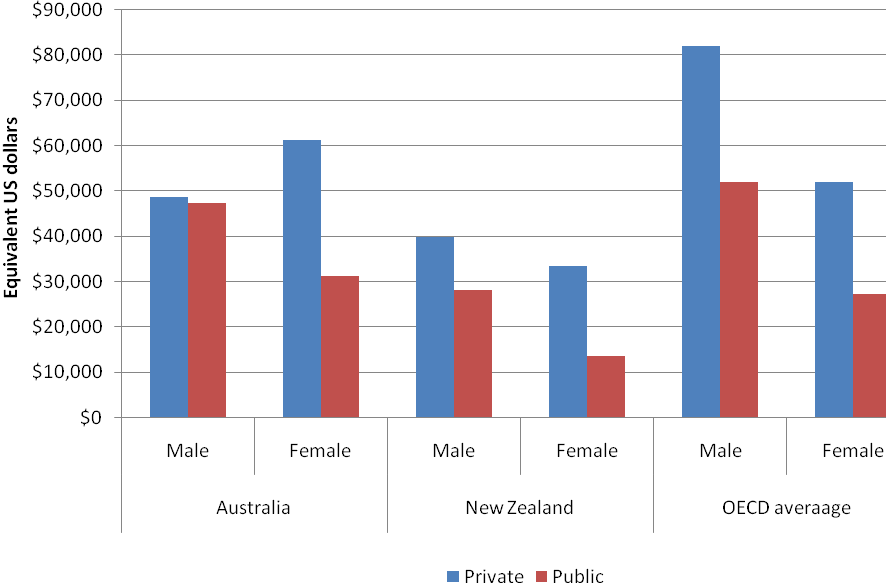 $90,000
$80,000
$70,000
$60,000
$50,000
$40,000
$30,000
$20,000
$10,000
$0
Equivalent US dollars
Male Female Male Female Male Female
Australia New Zealand OECD averaage
Private Public